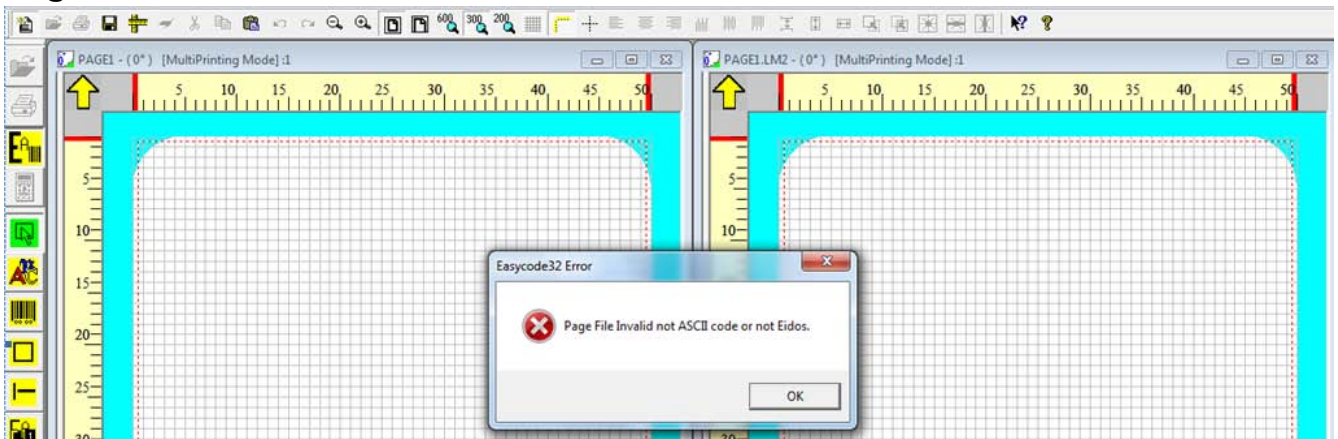 600 300 200
PAGE1 - ( 0° ) [MultiPrinting Mode] :1
PAGE1.LM2 - ( 0° ) [MultiPrinting Mode] :1
5 10 15 20 25 30 35 40 45 50
5 10 15 20 25 30 35 40 45 50
5
5
10
10
Easycode32 Error
15
Page File Invalid not ASCII code or not Eidos.
20
25
OK
30
30